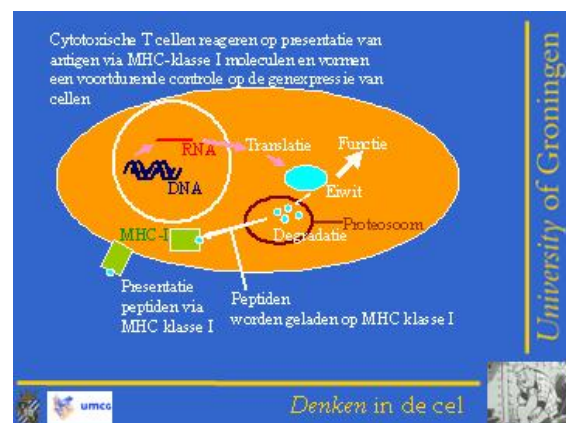 Cytotoxische T cellen reageren op presentatie van
antigen via MHC-klasse I moleculen en vormen
een voortdurende controle op de genexpressie van
cellen
RNA
Translatie
Functie
DNA
Eiwit
MHC-I
Degradatie
Proteosoom
Presentatie
peptiden via
MHC klasse I
Peptiden
worden geladen op MHC klasse I
University of Groningen
umcg
Denken in de cel